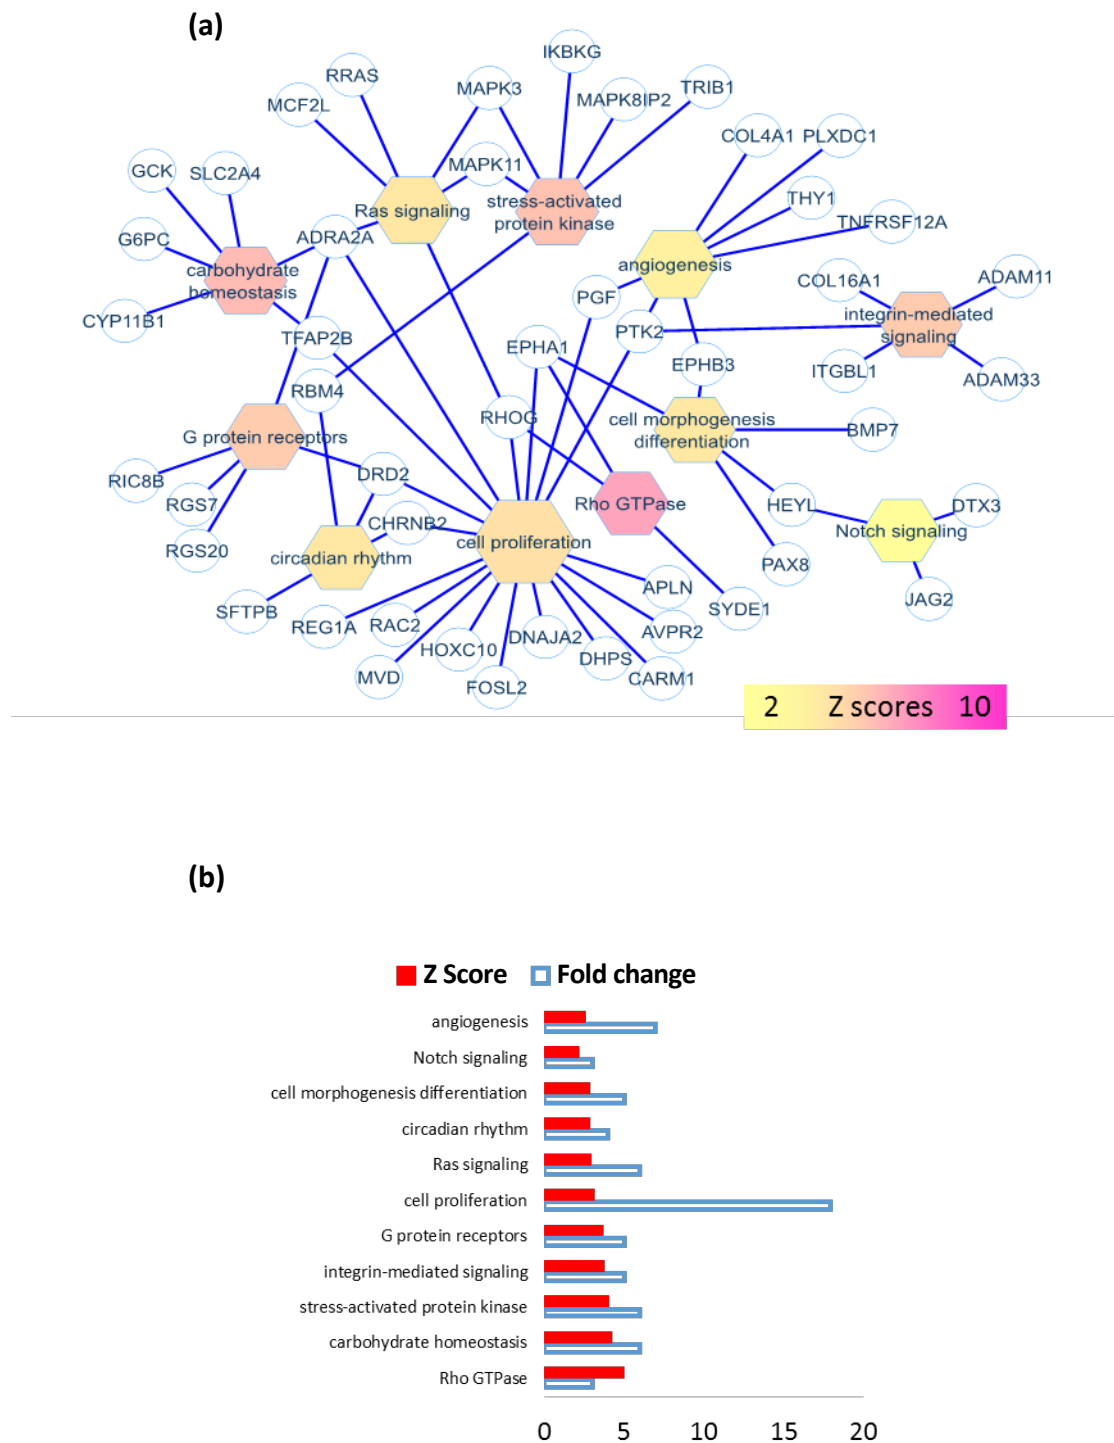 (a)
IKBKG
RRAS
MAPK3
MAPK8IP2
TRIB1
MCF2L
COL4A1
PLXDC1
MAPK11
GCK
SLC2A4
stress-activated
protein kinase
THY1
Ras signaling
TNFRSF12A
G6PC
ADRA2A
carbohydrate
homeostasis
angiogenesis
COL16A1
ADAM11
PGF
CYP11B1
integrin-mediated
signaling
TFAP2B
EPHA1
PTK2
EPHB3
ITGBL1
ADAM33
RBM4
RHOG
cell morphogenesis
differentiation
BMP7
G protein receptors
RIC8B
DRD2
RGS7
Rho GTPase
HEYL
DTX3
CHRNB2
Notch signaling
RGS20
circadian rhythm
cell proliferation
PAX8
APLN
JAG2
SFTPB
SYDE1
REG1A
RAC2
AVPR2
DNAJA2
HOXC10
DHPS
MVD
FOSL2
CARM1
2 Z scores 10
(b)
Z Score Fold change
angiogenesis
Notch signaling
cell morphogenesis differentiation
circadian rhythm
Ras signaling
cell proliferation
G protein receptors
integrin-mediated signaling
stress-activated protein kinase
carbohydrate homeostasis
Rho GTPase
0 5 10 15 20